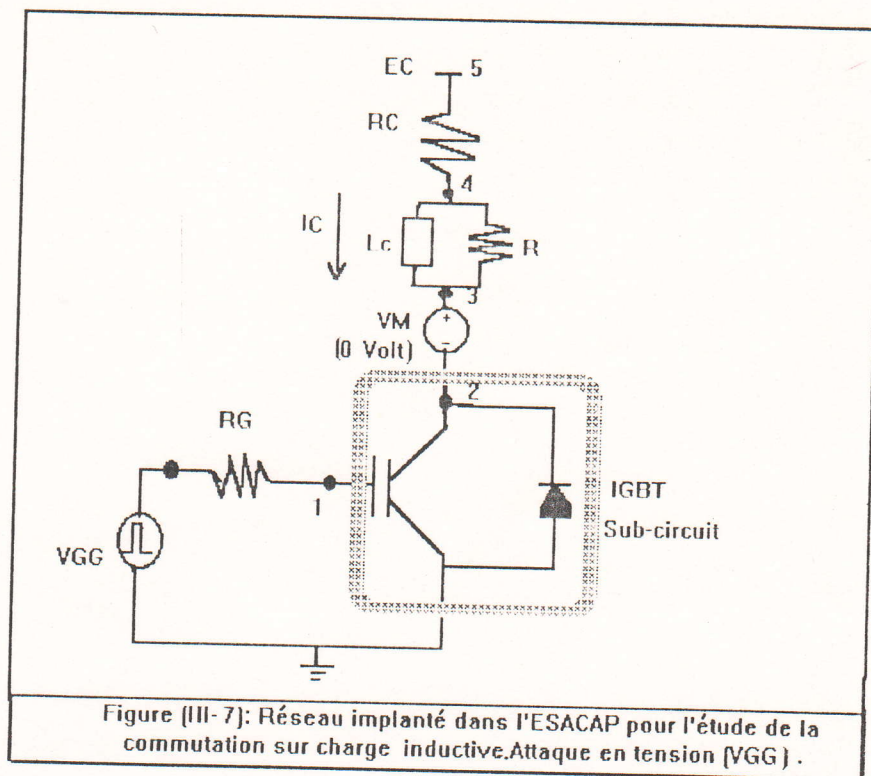 EC 5
RC
4
IC
Lc
R
3
VM
(0 Volt)
2
RG
1
IGBT
Sub-circuit
VGG
Figure (III-7): Réseau implanté dans l'ESACAP pour l'étude de la
commutation sur charge inductive.Attaque en tension (VGG) .